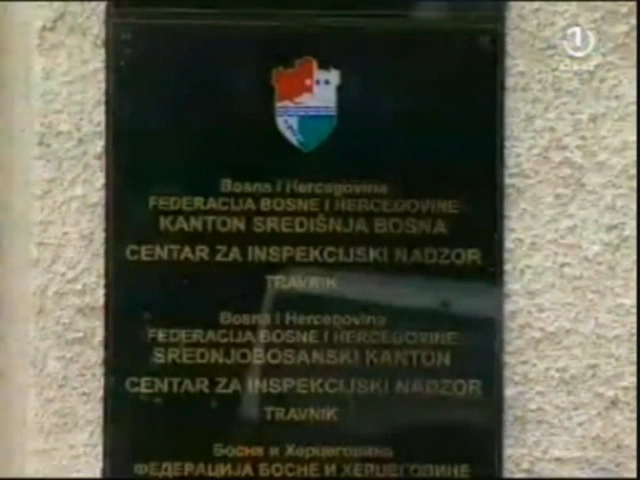 1
Bosna i Hercegovina
FEDERACIJA BOSNE I HERCEGOVINE
KANTON SREDIŠNJA BOSNA
CENTAR ZA INSPEKCIJSKI NADZOR
TRAVNIK
Bosna i Hercegovina
FEDERACIJA BOSNE I HERCEGOVINE
SREDNJOBOSANSKI KANTON
CENTAR ZA INSPEKCIJSKI NADZOR
TRAVNIK
Босна и Херцеговина
ФЕДЕРАЦИЈА БОСНЕ И ХЕРЦЕГОВИНЕ